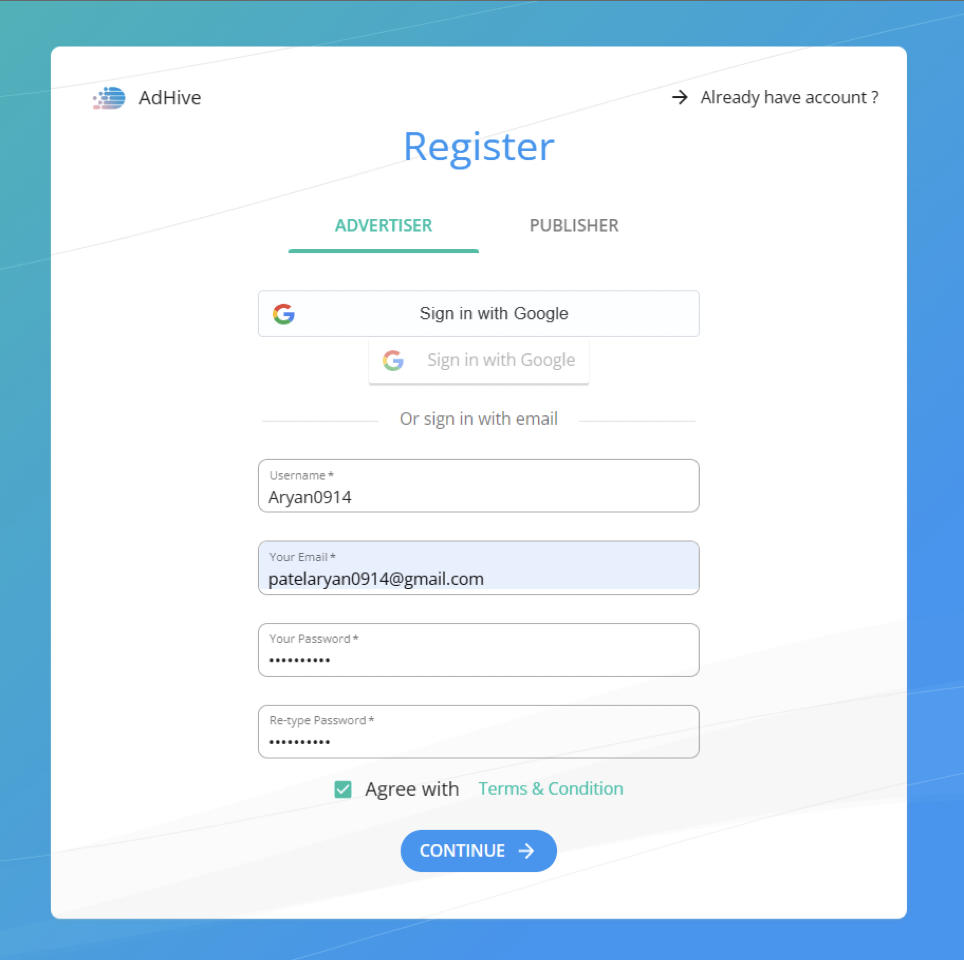 AdHive
→ Already have account ?
Register
ADVERTISER PUBLISHER
Sign in with Google
Sign in with Google
Or sign in with email
Username *
Aryan0914
Your Email *
patelaryan0914@gmail.com
Your Password *
••••••••••
Re-type Password *
••••••••••
Agree with Terms & Condition
CONTINUE →